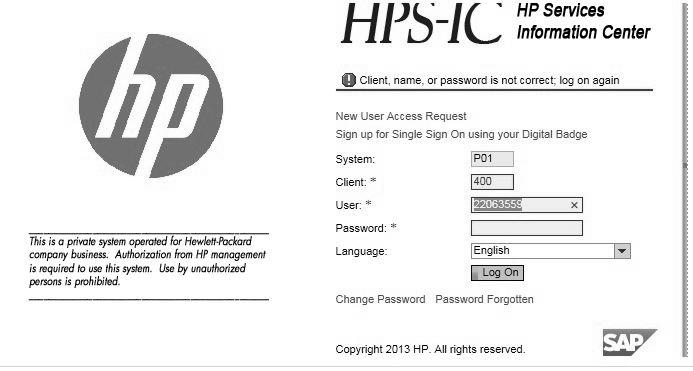 HPS-IC
HP Services
Information Center
hp
Client, name, or password is not correct; log on again
New User Access Request
Sign up for Single Sign On using your Digital Badge
System: P01
Client: * 400
User: * 22063559 ×
Password: *
Language: English
Log On
Change Password Password Forgotten
This is a private system operated for Hewlett-Packard
company business. Authorization from HP management
is required to use this system. Use by unauthorized
persons is prohibited.
Copyright 2013 HP. All rights reserved.
SAP